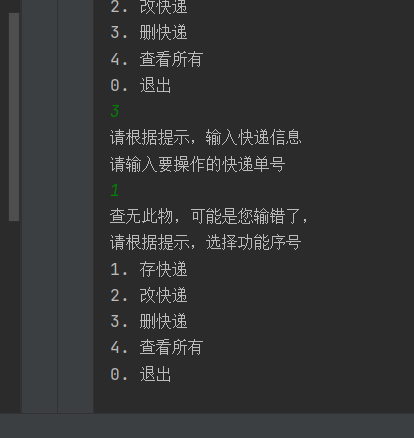 2. 改快递
3. 删快递
4. 查看所有
0. 退出
3
请根据提示，输入快递信息
请输入要操作的快递单号
1
查无此物，可能是您输错了，
请根据提示，选择功能序号
1. 存快递
2. 改快递
3. 删快递
4. 查看所有
0. 退出